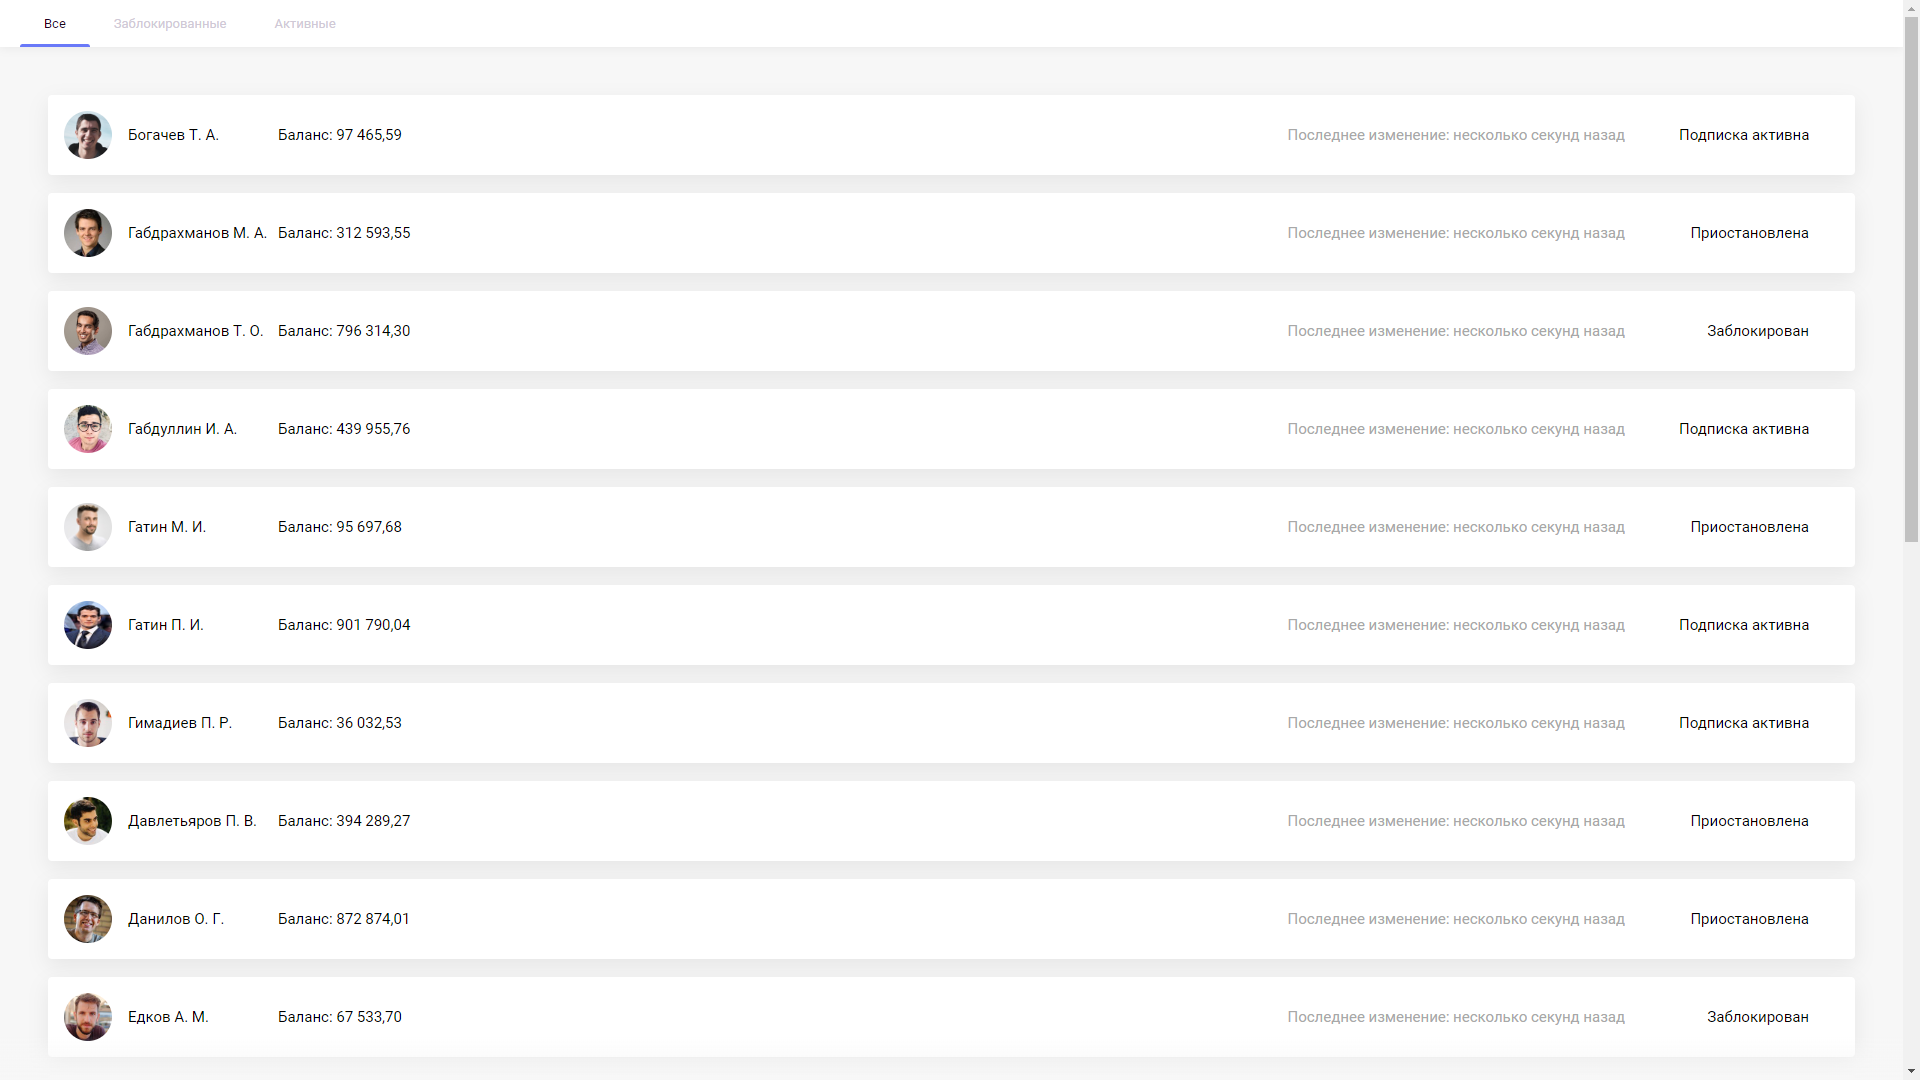 Все Заблокированные Активные
Богачев Т. А. Баланс: 97 465,59 Последнее изменение: несколько секунд назад Подписка активна
Габдрахманов М. А. Баланс: 312 593,55 Последнее изменение: несколько секунд назад Приостановлена
Габдрахманов Т. О. Баланс: 796 314,30 Последнее изменение: несколько секунд назад Заблокирован
Габдуллин И. А. Баланс: 439 955,76 Последнее изменение: несколько секунд назад Подписка активна
Гатин М. И. Баланс: 95 697,68 Последнее изменение: несколько секунд назад Приостановлена
Гатин П. И. Баланс: 901 790,04 Последнее изменение: несколько секунд назад Подписка активна
Гимадиев П. Р. Баланс: 36 032,53 Последнее изменение: несколько секунд назад Подписка активна
Давлетьяров П. В. Баланс: 394 289,27 Последнее изменение: несколько секунд назад Приостановлена
Данилов О. Г. Баланс: 872 874,01 Последнее изменение: несколько секунд назад Приостановлена
Едков А. М. Баланс: 67 533,70 Последнее изменение: несколько секунд назад Заблокирован